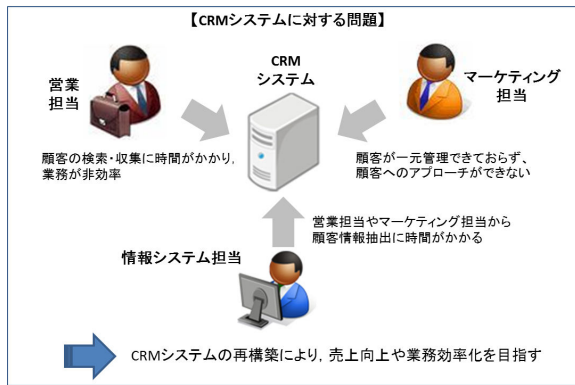 【CRMシステムに対する問題】
営業
担当
CRM
システム
マーケティング
担当
顧客の検索・収集に時間がかかり,
業務が非効率
顧客が一元管理できておらず、
顧客へのアプローチができない
営業担当やマーケティング担当から
顧客情報抽出に時間がかかる
情報システム担当
CRMシステムの再構築により,売上向上や業務効率化を目指す